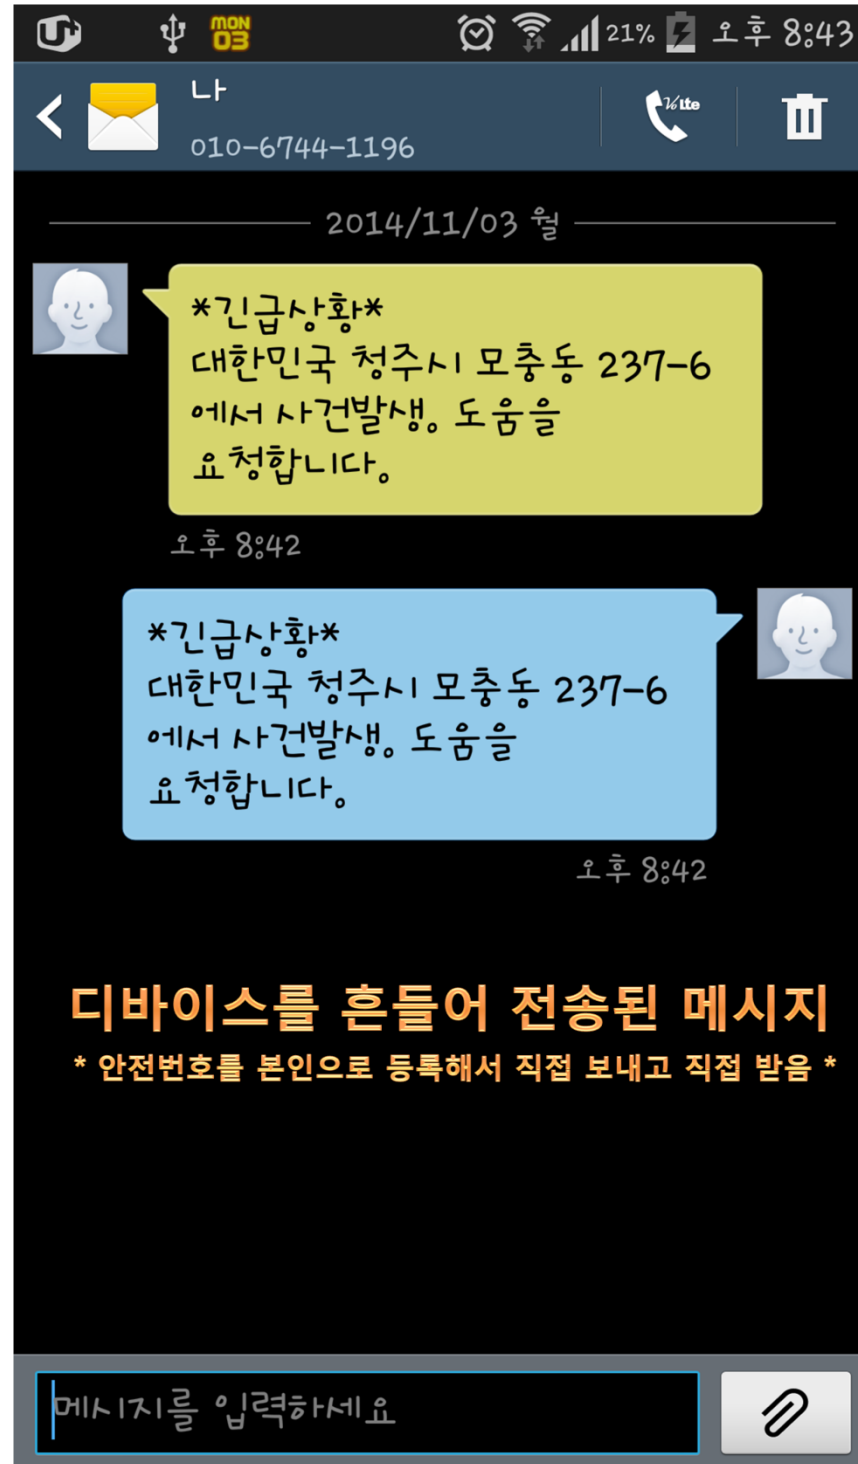 U+
MON
03
21% 오후 8:43
나
VoLte
010-6744-1196
2014/11/03 월
*긴급상황*
대한민국 청주시 모충동 237-6
에서 사건발생. 도움을
요청합니다.
오후 8:42
*긴급상황*
대한민국 청주시 모충동 237-6
에서 사건발생. 도움을
요청합니다.
오후 8:42
디바이스를 흔들어 전송된 메시지
* 안전번호를 본인으로 등록해서 직접 보내고 직접 받음 *
메시지를 입력하세요